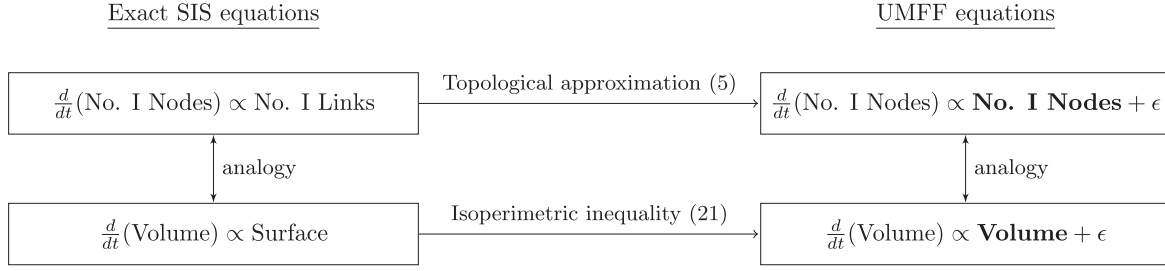 Exact SIS equations
UMFF equations
Topological approximation (5)
d/dt(No. I Nodes) ∝ No. I Links
d/dt(No. I Nodes) ∝ No. I Nodes + ϵ
analogy
analogy
Isoperimetric inequality (21)
d/dt(Volume) ∝ Surface
d/dt(Volume) ∝ Volume + ϵ